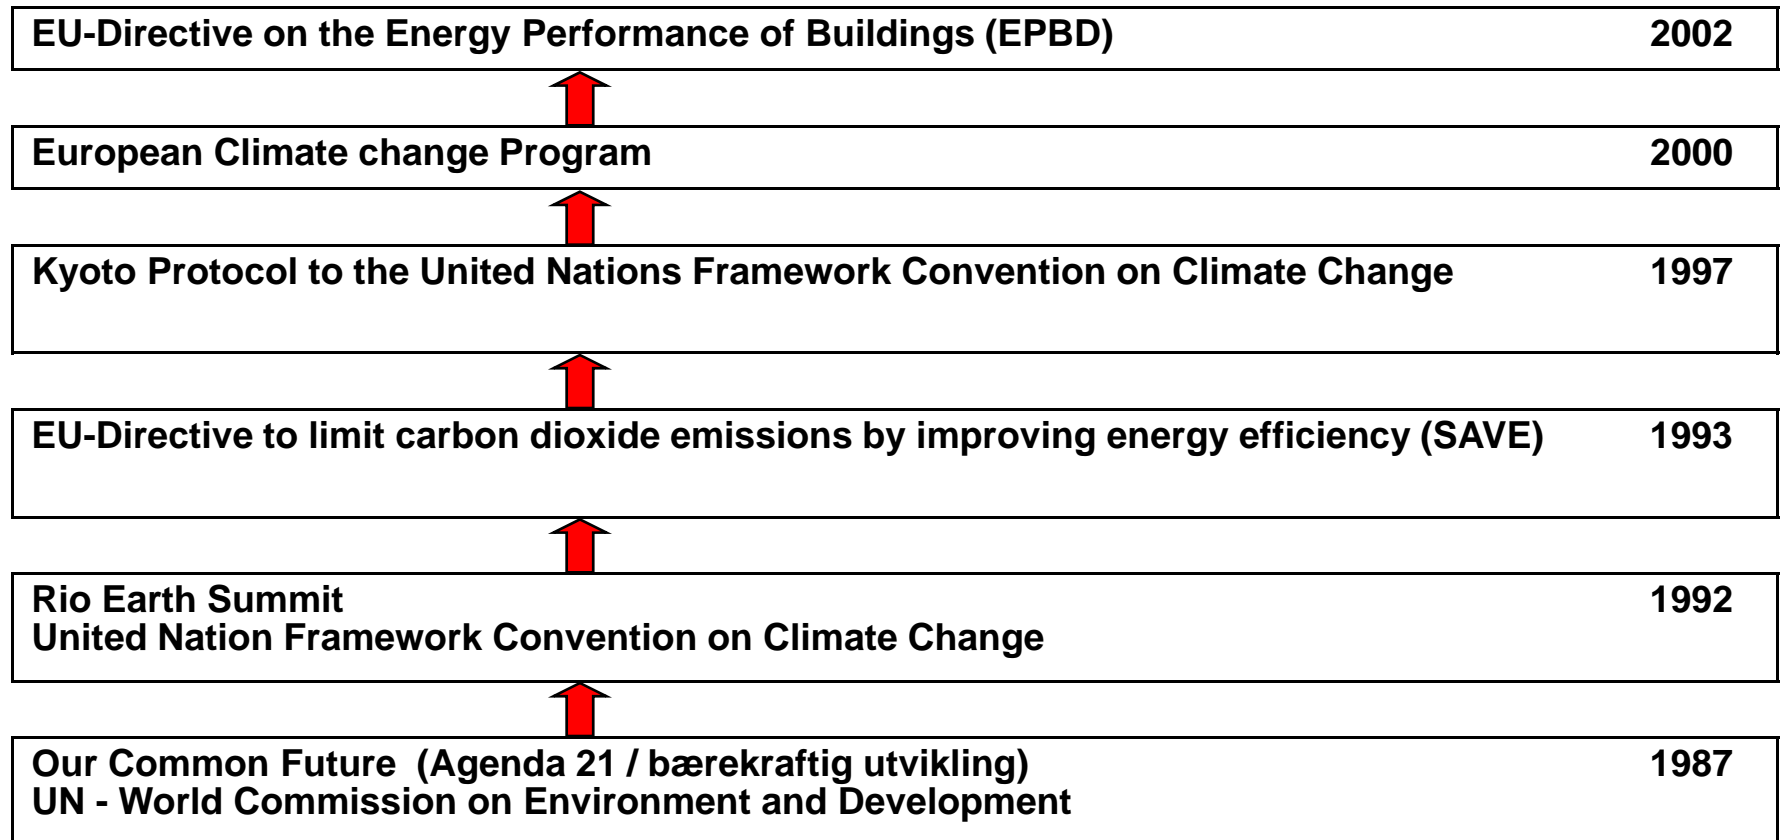 EU-Directive on the Energy Performance of Buildings (EPBD) 2002
European Climate change Program 2000
Kyoto Protocol to the United Nations Framework Convention on Climate Change 1997
EU-Directive to limit carbon dioxide emissions by improving energy efficiency (SAVE) 1993
Rio Earth Summit 1992
United Nation Framework Convention on Climate Change
Our Common Future (Agenda 21 / bærekraftig utvikling) 1987
UN - World Commission on Environment and Development